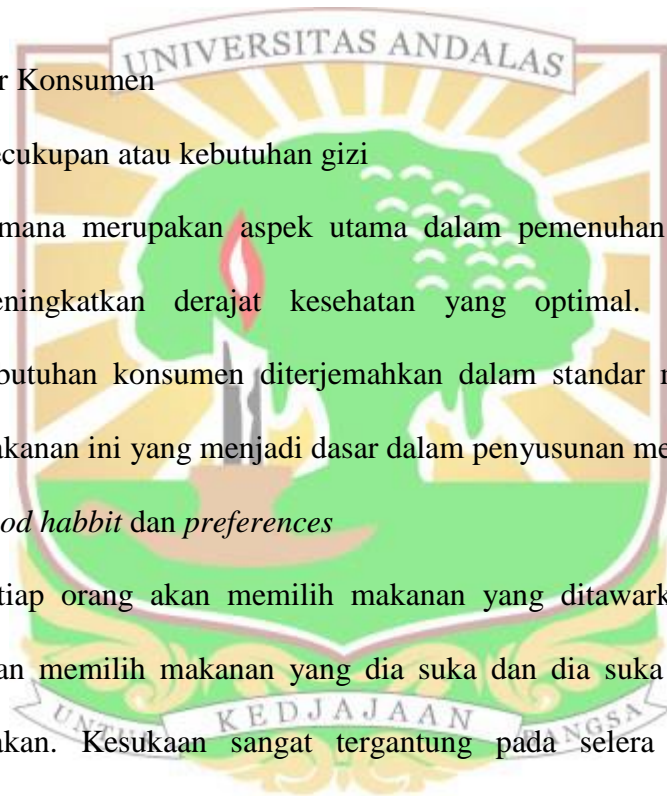 UNIVERSITAS ANDALAS
r Konsumen
ecukupan atau kebutuhan gizi
mana merupakan aspek utama dalam pemenuhan
eningkatkan derajat kesehatan yang optimal.
butuhan konsumen diterjemahkan dalam standar
akanan ini yang menjadi dasar dalam penyusunan me
od habbit dan preferences
tiap orang akan memilih makanan yang ditawark
an memilih makanan yang dia suka dan dia suka
UNTUK KEDJAJAAN BANGSA
akan. Kesukaan sangat tergantung pada selera